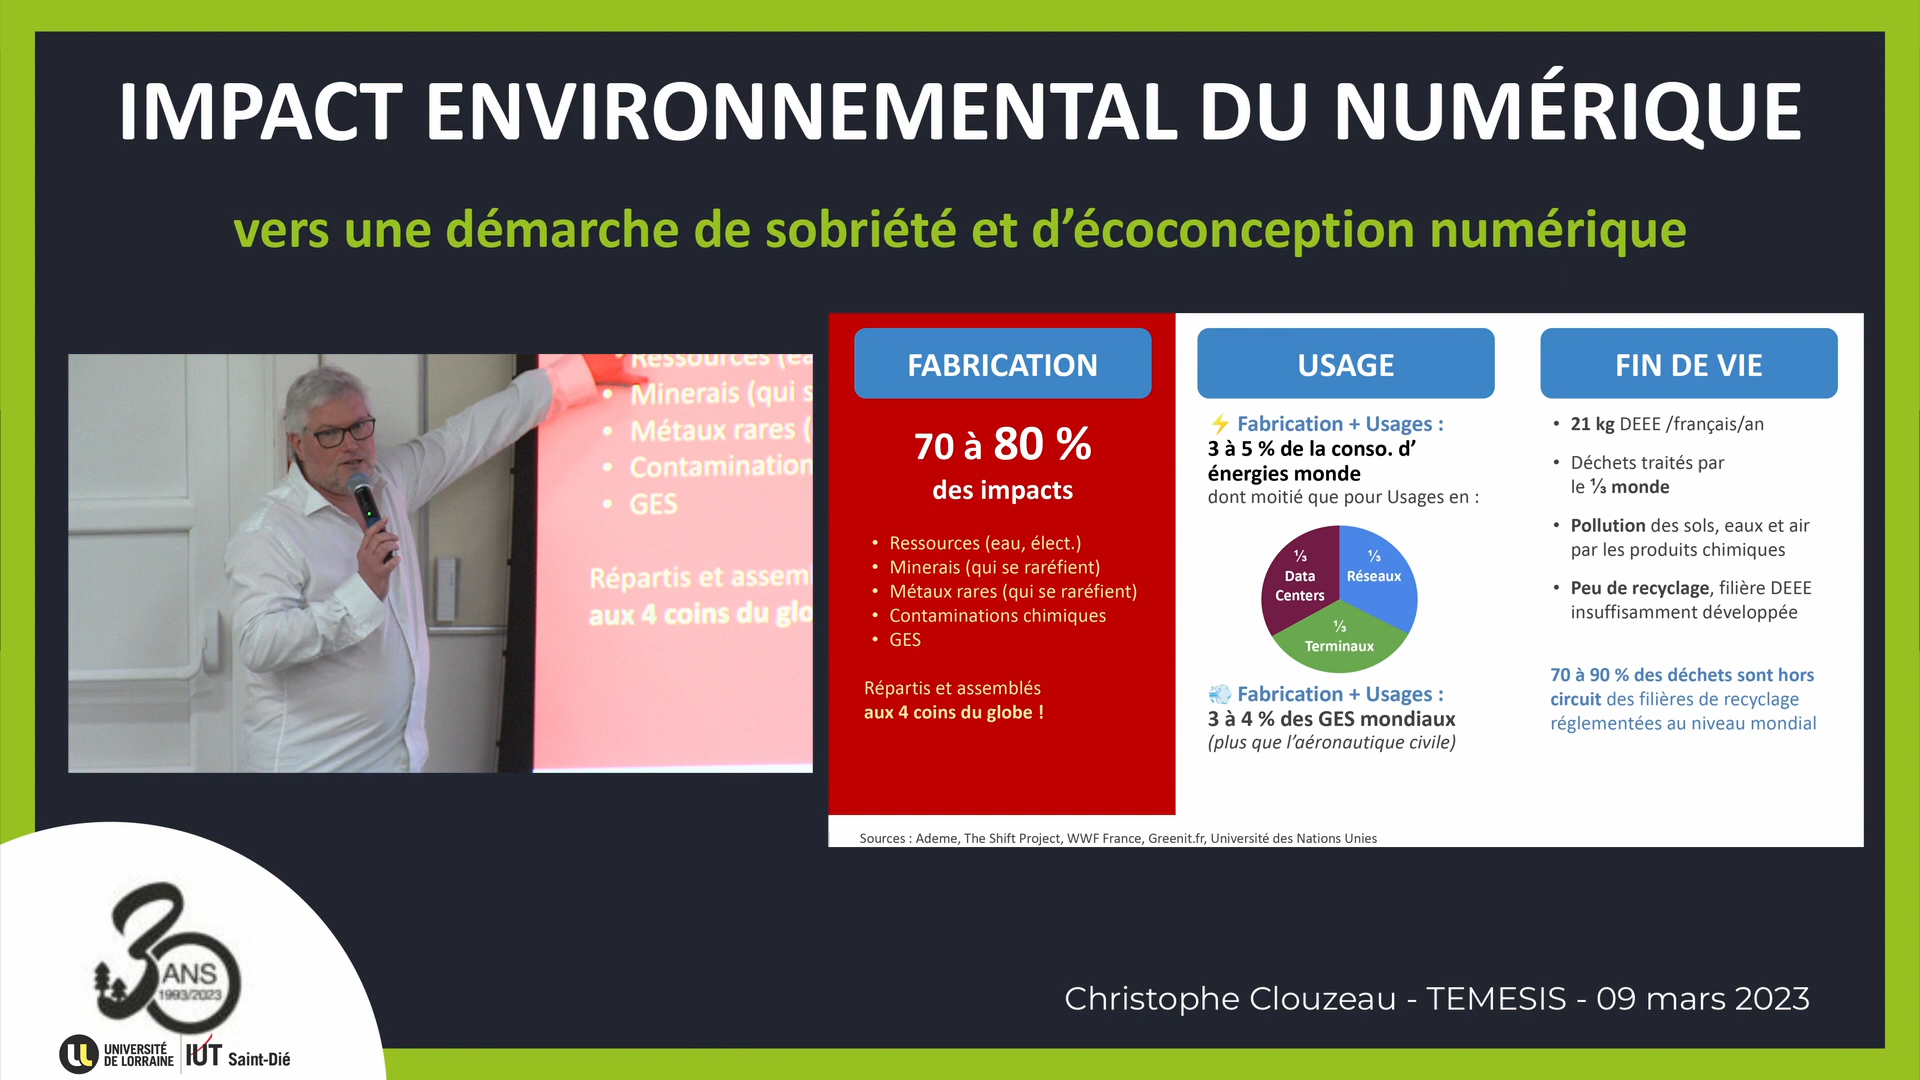 IMPACT ENVIRONNEMENTAL DU NUMÉRIQUE
vers une démarche de sobriété et d’écoconception numérique
Ressources (ea
• Minerais (qui s
• Métaux rares (
• Contamination
• GES
Répartis et assembl
aux 4 coins du glo
FABRICATION
70 à 80 %
des impacts
• Ressources (eau, élect.)
• Minerais (qui se raréfient)
• Métaux rares (qui se raréfient)
• Contaminations chimiques
• GES
Répartis et assemblés
aux 4 coins du globe !
USAGE
⚡ Fabrication + Usages :
3 à 5 % de la conso. d’
énergies monde
dont moitié que pour Usages en :
⅓
Data
Centers
⅓
Réseaux
⅓
Terminaux
💨 Fabrication + Usages :
3 à 4 % des GES mondiaux
(plus que l’aéronautique civile)
FIN DE VIE
• 21 kg DEEE /français/an
• Déchets traités par
le ⅓ monde
• Pollution des sols, eaux et air
par les produits chimiques
• Peu de recyclage, filière DEEE
insuffisamment développée
70 à 90 % des déchets sont hors
circuit des filières de recyclage
réglementées au niveau mondial
Sources : Ademe, The Shift Project, WWF France, Greenit.fr, Université des Nations Unies
30 ANS
1993/2023
UNIVERSITÉ
DE LORRAINE
IUT Saint-Dié
Christophe Clouzeau - TEMESIS - 09 mars 2023